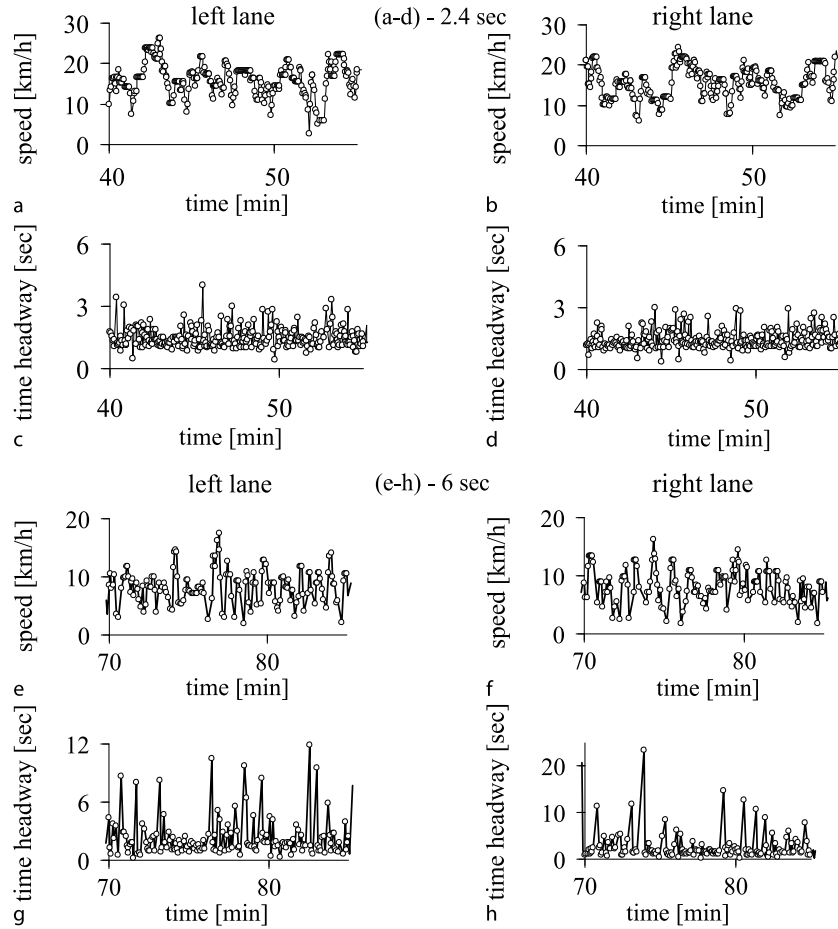 left lane
(a-d) - 2.4 sec
right lane
speed [km/h]
30
20
10
0
40
50
time [min]
a
speed [km/h]
30
20
10
0
40
50
time [min]
b
time headway [sec]
6
3
0
40
50
time [min]
c
time headway [sec]
6
3
0
40
50
time [min]
d
left lane
(e-h) - 6 sec
right lane
speed [km/h]
20
10
0
70
80
time [min]
e
speed [km/h]
20
10
0
70
80
time [min]
f
time headway [sec]
12
6
0
70
80
time [min]
g
time headway [sec]
20
10
0
70
80
time [min]
h